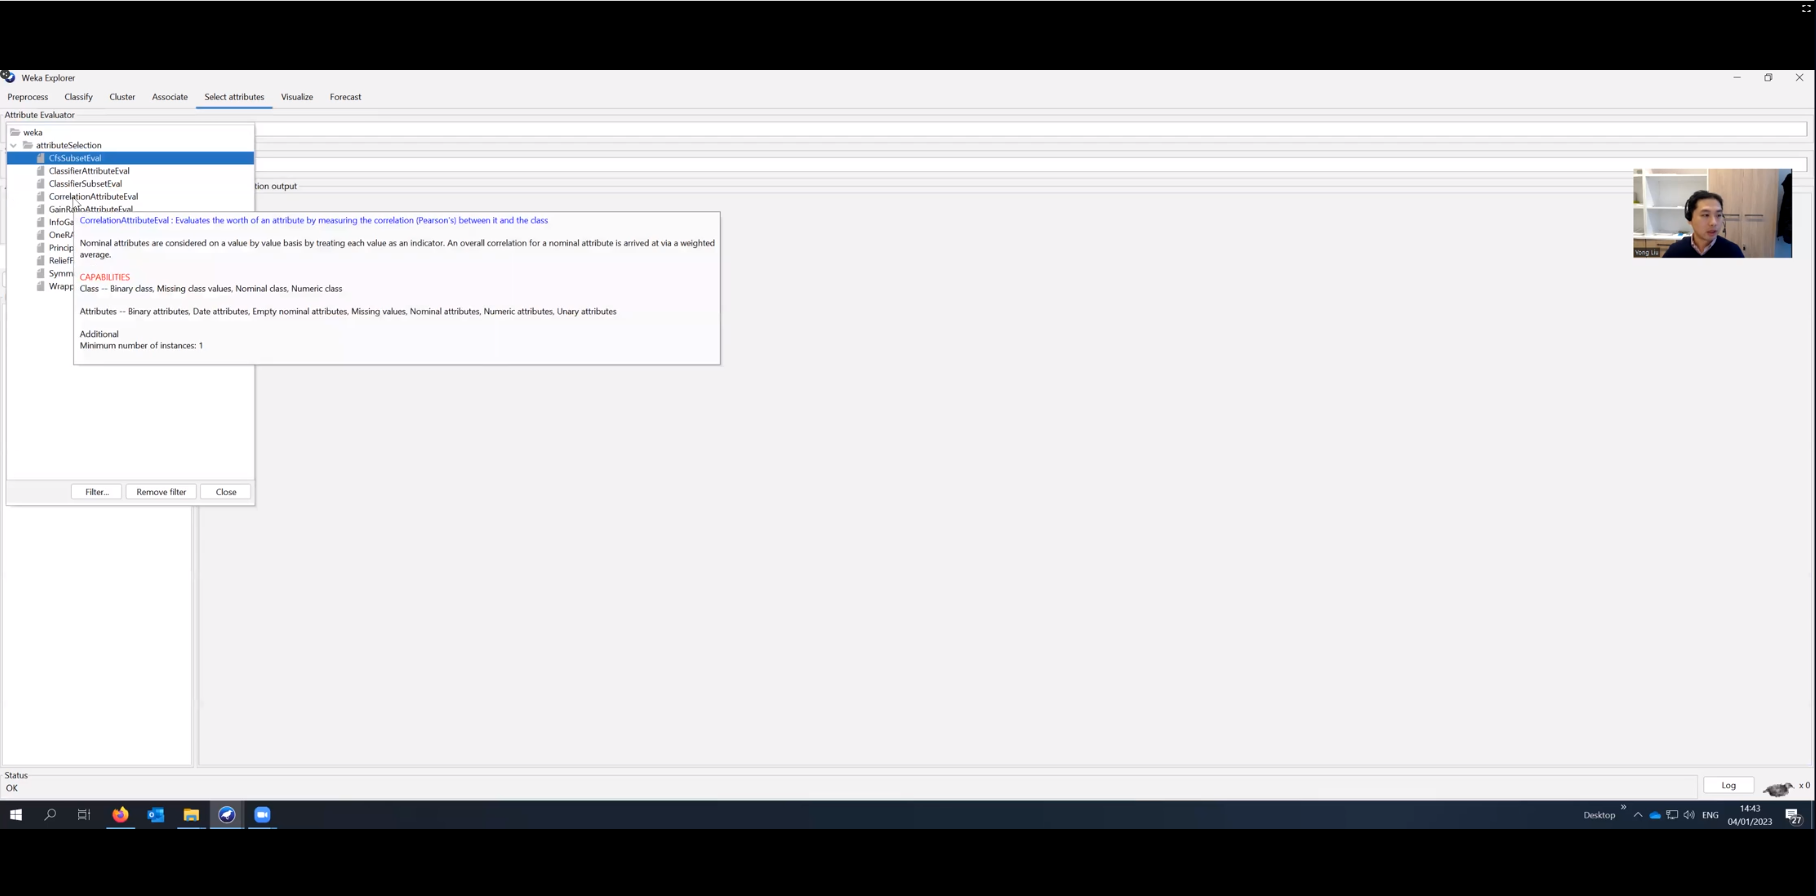 Weka Explorer
Preprocess Classify Cluster Associate Select attributes Visualize Forecast
Attribute Evaluator
weka
attributeSelection
CfsSubsetEval
ClassifierAttributeEval
ClassifierSubsetEval
tion output
CorrelationAttributeEval
GainRatioAttributeEval
InfoGa
OneRA
Princip
ReliefF
Symm
Wrapp
CorrelationAttributeEval : Evaluates the worth of an attribute by measuring the correlation (Pearson's) between it and the class
Nominal attributes are considered on a value by value basis by treating each value as an indicator. An overall correlation for a nominal attribute is arrived at via a weighted
average.
CAPABILITIES
Class -- Binary class, Missing class values, Nominal class, Numeric class
Attributes -- Binary attributes, Date attributes, Empty nominal attributes, Missing values, Nominal attributes, Numeric attributes, Unary attributes
Additional
Minimum number of instances: 1
Yong Liu
Filter... Remove filter Close
Status
OK
Log x 0
Desktop ENG 14:43
04/01/2023
27